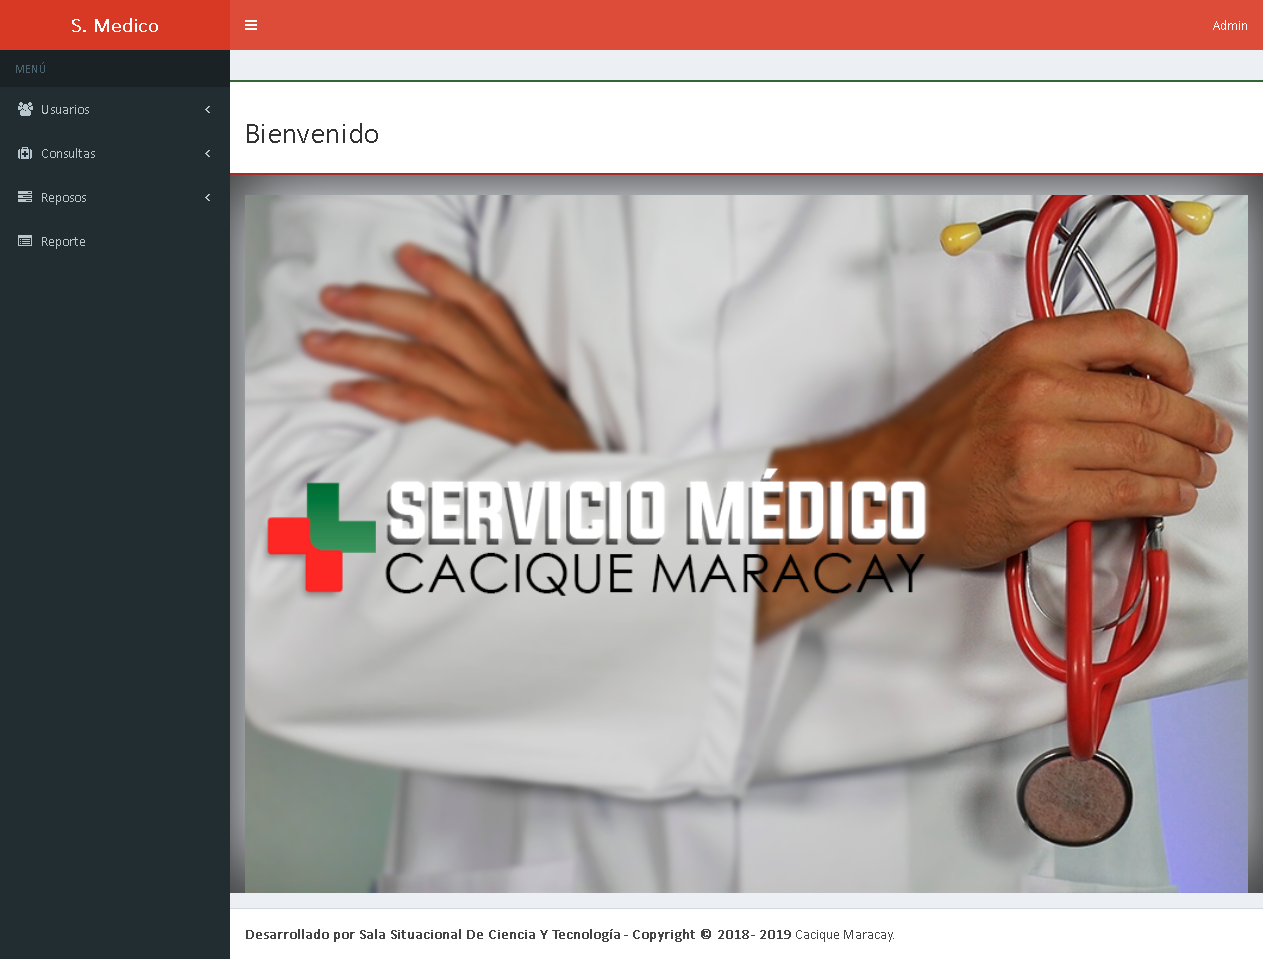 S. Medico
Admin
MENÚ
Usuarios
Consultas
Reposos
Reporte
Bienvenido
SERVICIO MÉDICO
CACIQUE MARACAY
Desarrollado por Sala Situacional De Ciencia Y Tecnología - Copyright © 2018- 2019 Cacique Maracay.